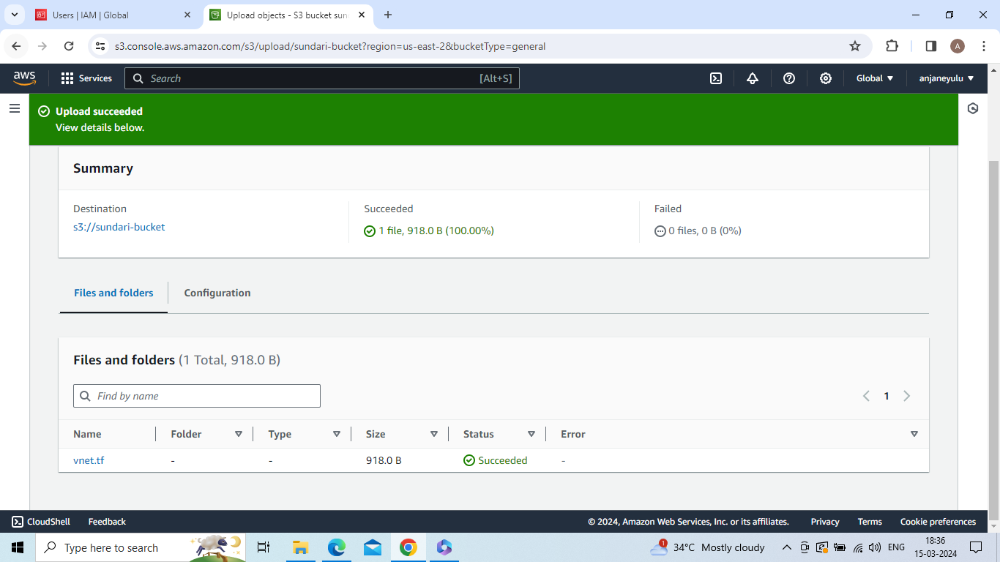 Users | IAM | Global
Upload objects - S3 bucket sun
s3.console.aws.amazon.com/s3/upload/sundari-bucket?region=us-east-2&bucketType=general
A
aws
Services
Search
[Alt+S]
Global
anjaneyulu
Upload succeeded
View details below.
Summary
Destination
Succeeded
Failed
s3://sundari-bucket
1 file, 918.0 B (100.00%)
0 files, 0 B (0%)
Files and folders
Configuration
Files and folders (1 Total, 918.0 B)
Find by name
1
Name
Folder
Type
Size
Status
Error
vnet.tf
-
-
918.0 B
Succeeded
-
CloudShell
Feedback
© 2024, Amazon Web Services, Inc. or its affiliates.
Privacy
Terms
Cookie preferences
Type here to search
1
34°C Mostly cloudy
ENG
18:36
15-03-2024